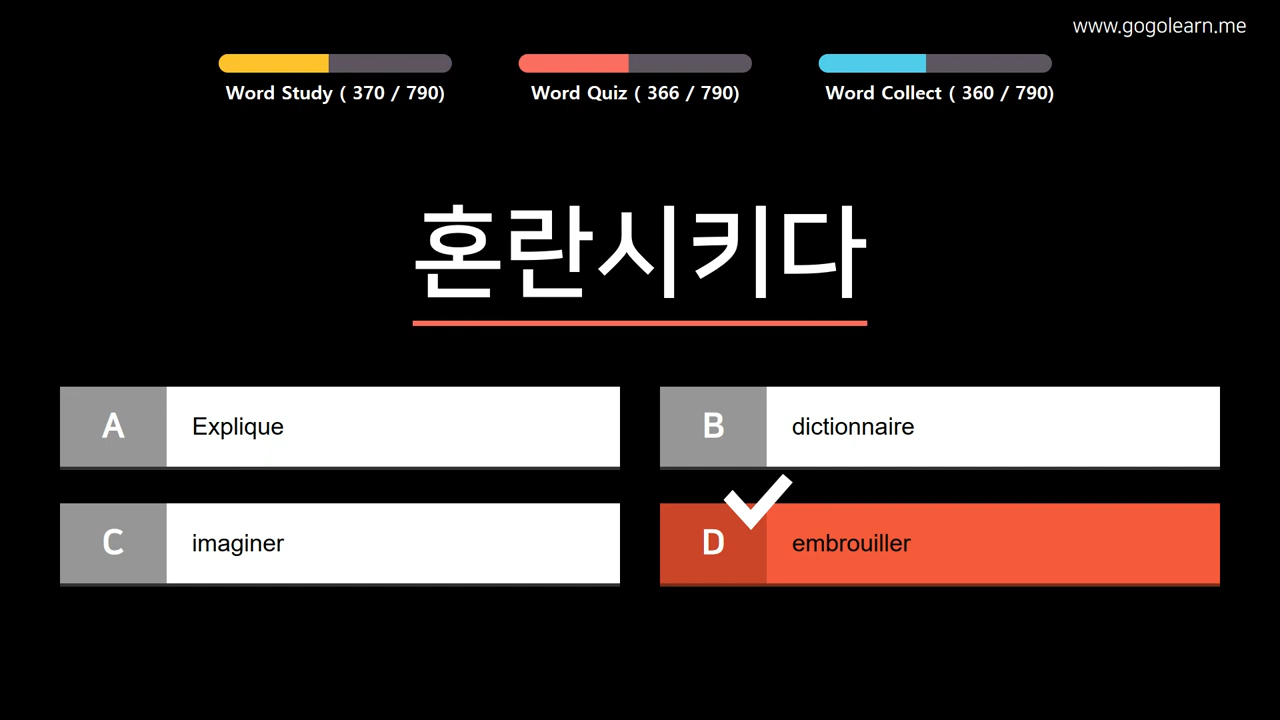 www.gogolearn.me
Word Study ( 370 / 790)
Word Quiz ( 366 / 790)
Word Collect ( 360 / 790)
혼란시키다
A Explique
B dictionnaire
C imaginer
D embrouiller